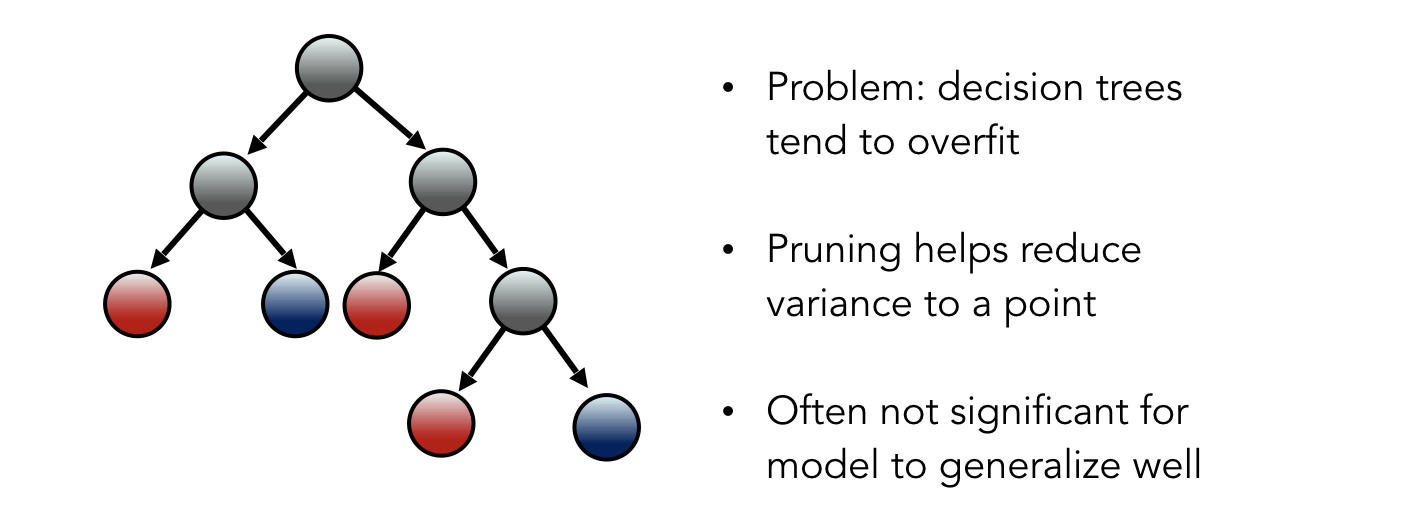 • Problem: decision trees
tend to overfit
• Pruning helps reduce
variance to a point
• Often not significant for
model to generalize well